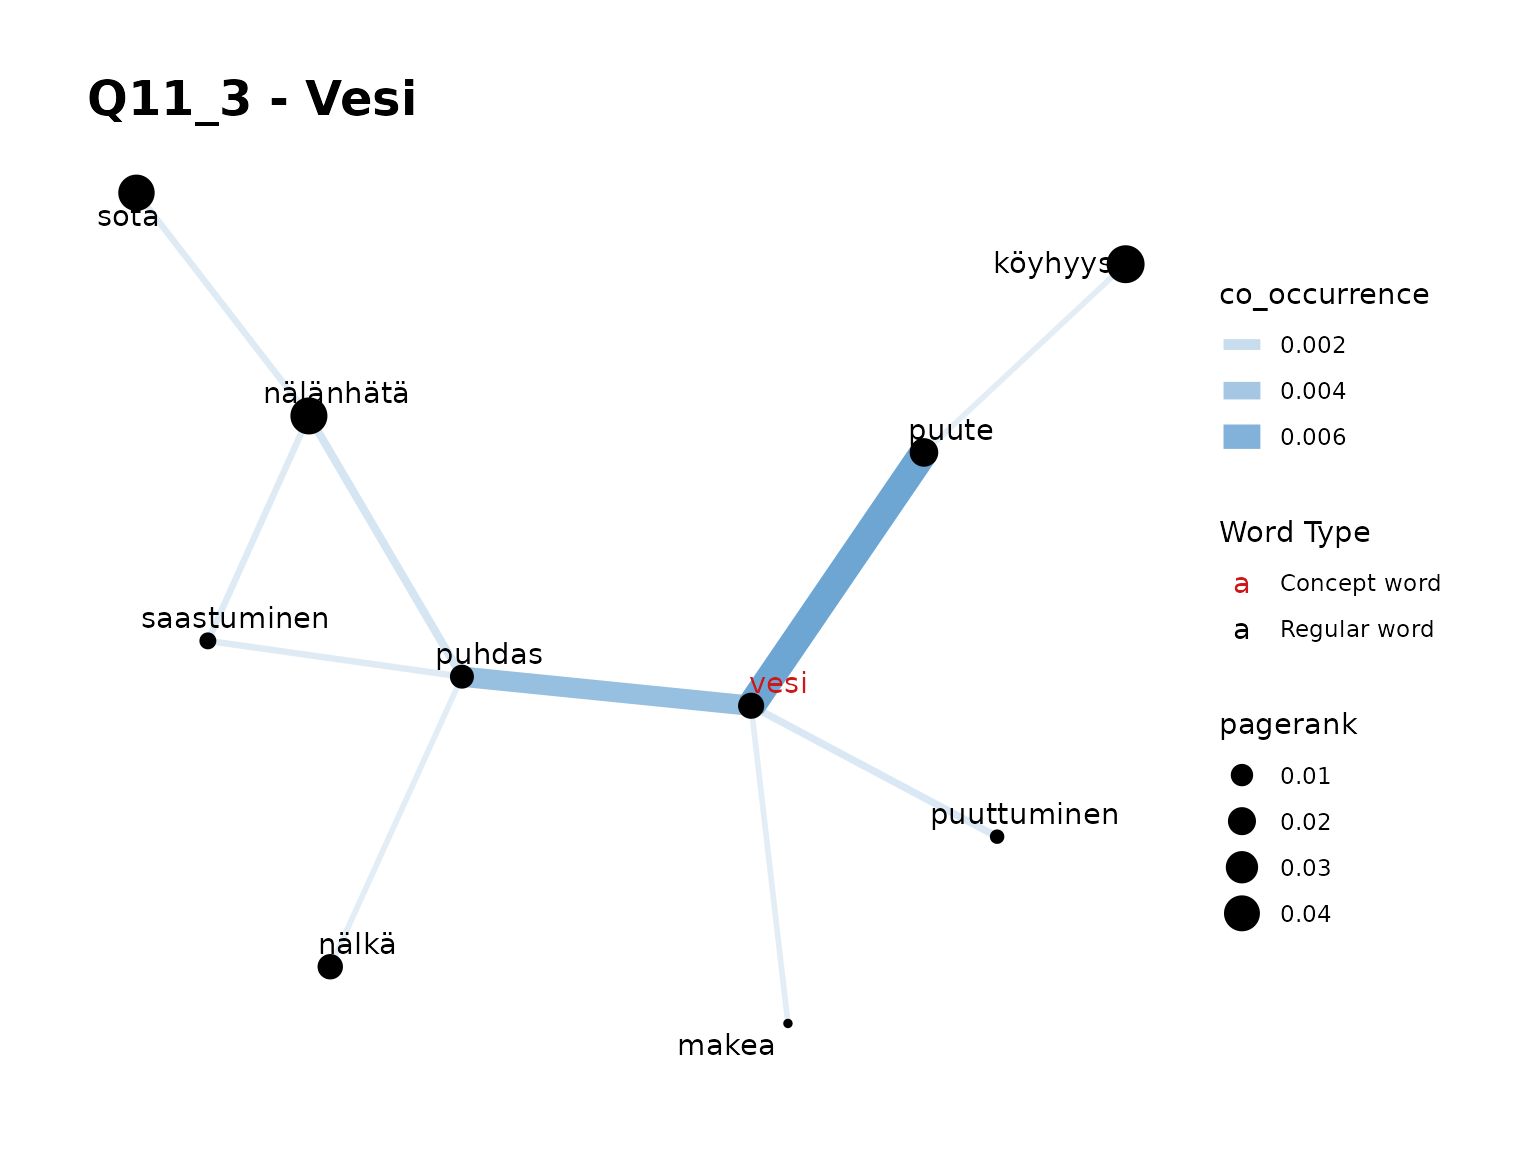 Q11_3 - Vesi
sota
köyhyys
nälänhätä
puute
saastuminen
puhdas
vesi
puuttuminen
nälkä
makea
co_occurrence
0.002
0.004
0.006
Word Type
a Concept word
a Regular word
pagerank
0.01
0.02
0.03
0.04